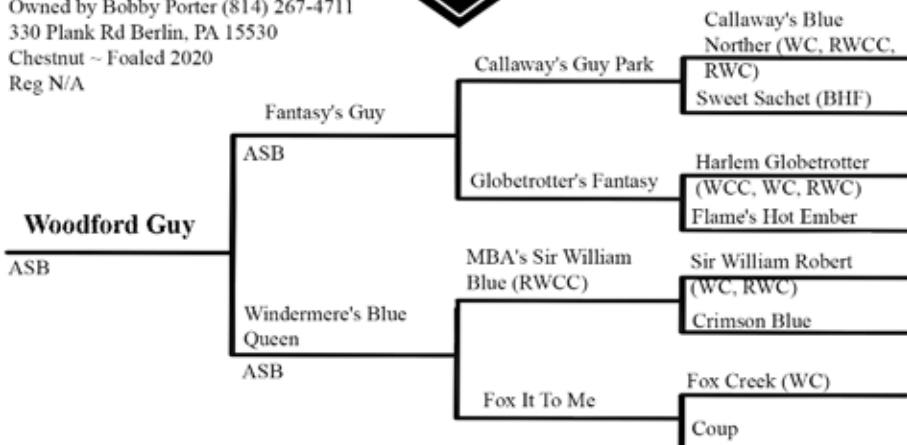 Owned by Bobby Porter (814) 267-4711
330 Plank Rd Berlin, PA 15530
Chestnut ~ Foaled 2020
Reg N/A
Woodford Guy
ASB
Fantasy's Guy
ASB
Windermere's Blue
Queen
ASB
Callaway's Guy Park
Globetrotter's Fantasy
MBA's Sir William
Blue (RWCC)
Fox It To Me
Callaway's Blue
Norther (WC, RWCC,
RWC)
Sweet Sachet (BHF)
Harlem Globetrotter
(WCC, WC, RWC)
Flame's Hot Ember
Sir William Robert
(WC, RWC)
Crimson Blue
Fox Creek (WC)
Coup